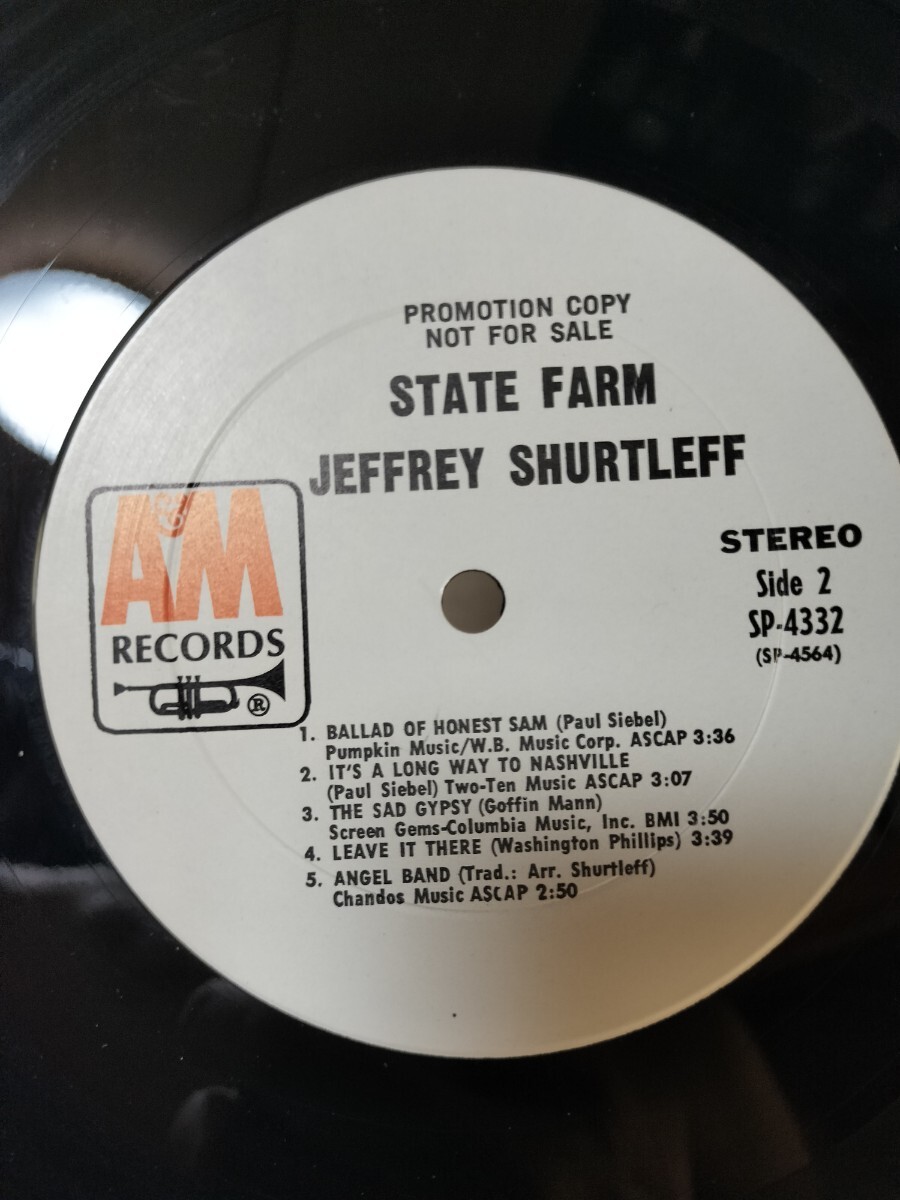 PROMOTION COPY
NOT FOR SALE
STATE FARM
JEFFREY SHURTLEFF
A&M
RECORDS
®
STEREO
Side 2
SP-4332
(SP-4564)
1. BALLAD OF HONEST SAM (Paul Siebel)
Pumpkin Music/W.B. Music Corp. ASCAP 3:36
2. IT'S A LONG WAY TO NASHVILLE
(Paul Siebel) Two-Ten Music ASCAP 3:07
3. THE SAD GYPSY (Goffin Mann)
Screen Gems-Columbia Music, Inc. BMI 3:50
4. LEAVE IT THERE (Washington Phillips) 3:39
5. ANGEL BAND (Trad.: Arr. Shurtleff)
Chandos Music ASCAP 2:50